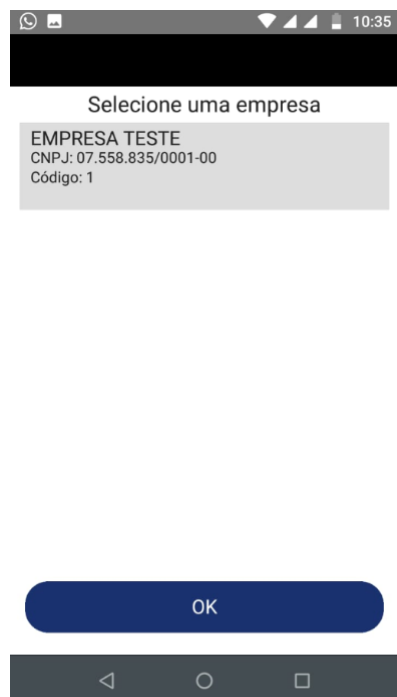 10:35
Selecione uma empresa
EMPRESA TESTE
CNPJ: 07.558.835/0001-00
Código: 1
OK